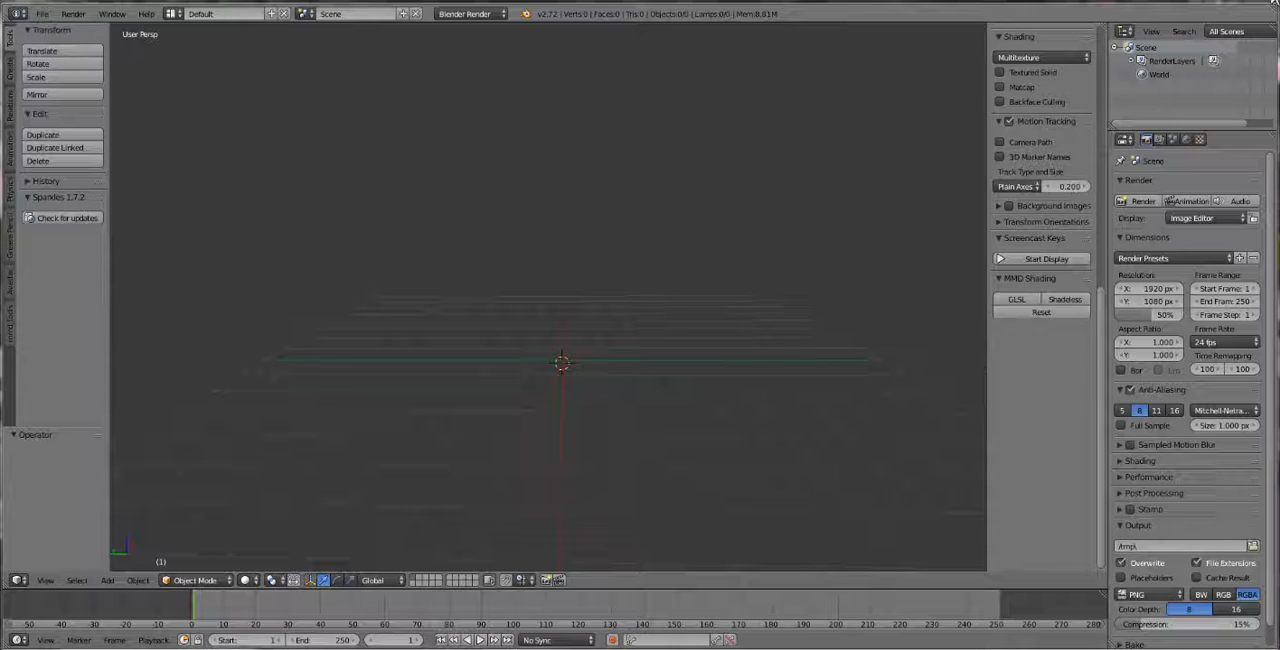 File Render Window Help Default Scene Blender Render v2.72 | Verts:0 | Faces:0 | Tris:0 | Objects:0/0 | Lamps:0/0 | Mem:8.81M
Tools
Create
Relations
Animation
Physics
Grease Pencil
Transform
Translate
Rotate
Scale
Mirror
Edit
Duplicate
Duplicate Linked
Delete
History
Sparkles 1.7.2
Check for updates
Operator
User Persp
(1)
Shading
Multitexture
Textured Solid
Matcap
Backface Culling
Motion Tracking
Camera Path
3D Marker Names
Track Type and Size
Plain Axes 0.200
Background Images
Transform Orientations
Screencast Keys
Start Display
MMD Shading
GLSL Shadeless
Reset
View Search All Scenes
Scene
RenderLayers
World
Scene
Render
Render Animation Audio
Display: Image Editor
Dimensions
Render Presets
Resolution: Frame Range:
X: 1920 px Start Frame: 1
Y: 1080 px End Fram: 250
50% Frame Step: 1
Aspect Ratio: Frame Rate:
X: 1.000 24 fps
Y: 1.000 Time Remapping
Bor 100 100
Anti-Aliasing
5 8 11 16 Mitchell-Netra...
Full Sample Size: 1.000 px
Sampled Motion Blur
Shading
Performance
Post Processing
Stamp
Output
/tmp\
Overwrite File Extensions
Placeholders Cache Result
PNG BW RGB RGBA
Color Depth: 8 16
Compression: 15%
Bake
View Select Add Object Object Mode Global
-50 -40 -30 -20 -10 0 10 20 30 40 50 60 70 80 90 100 110 120 130 140 150 160 170 180 190 200 210 220 230 240 250 260 270 280
View Marker Frame Playback Start: 1 End: 250 1 No Sync